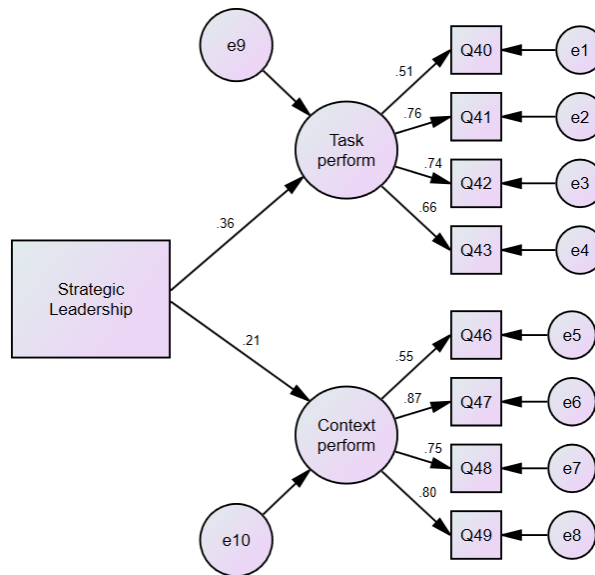 e9
Q40
e1
.51
Q41
e2
.76
Task
perform
.74
Q42
e3
.66
Q43
e4
.36
Strategic
Leadership
.21
Q46
e5
.55
Q47
e6
.87
Context
perform
.75
Q48
e7
.80
Q49
e8
e10